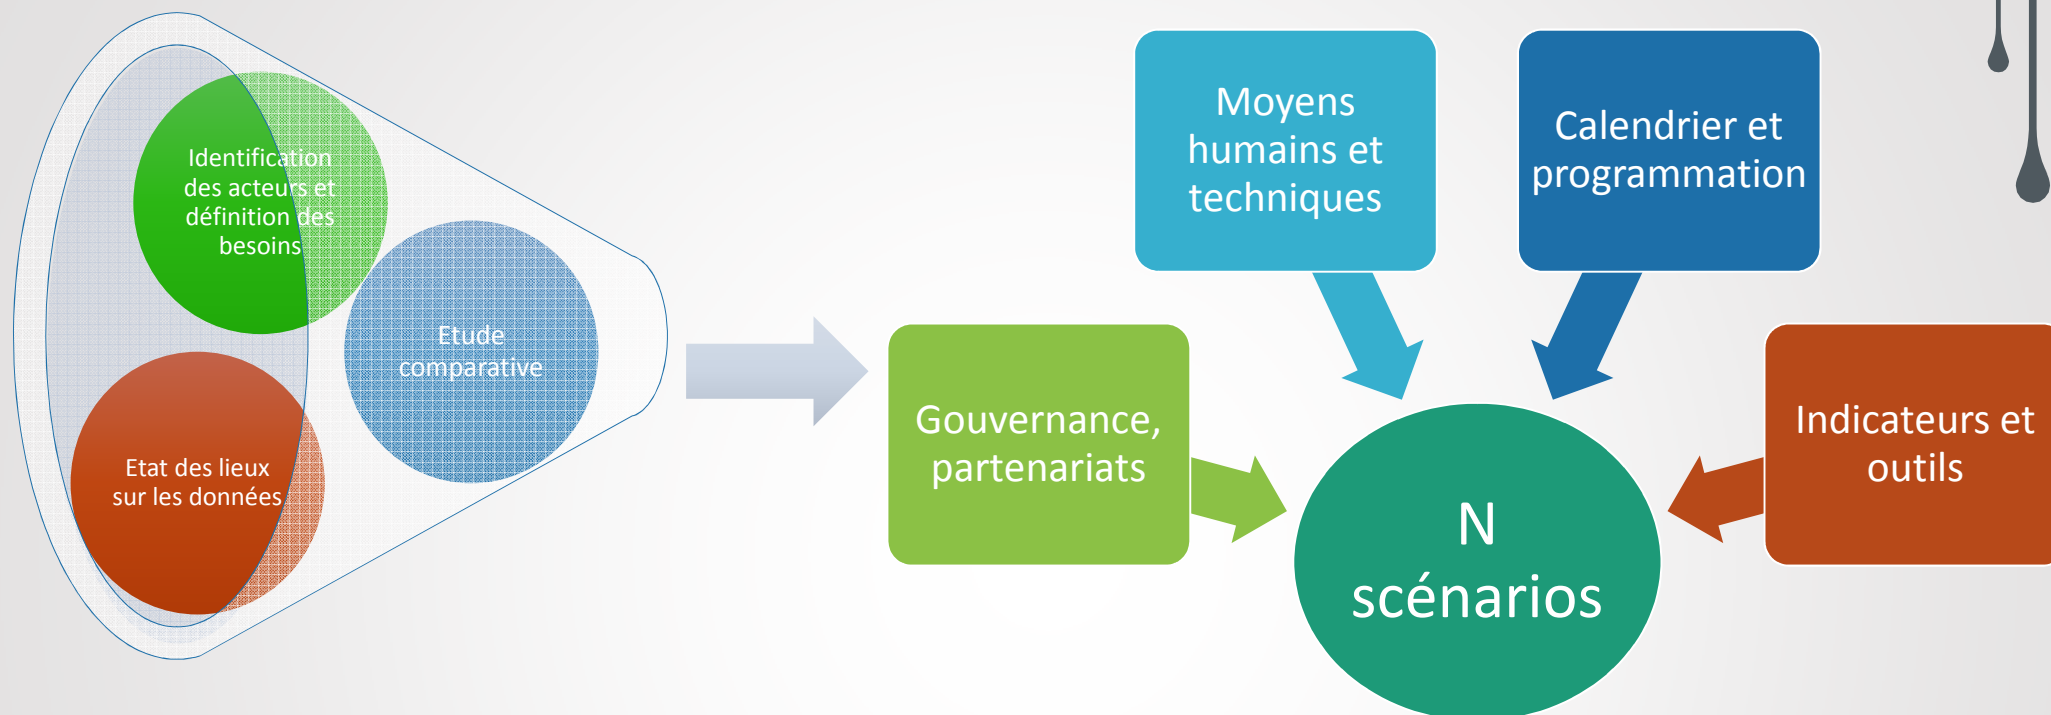 Identification
des acteurs et
définition des
besoins
Etat des lieux
sur les données
Etude
comparative
Gouvernance,
partenariats
Moyens
humains et
techniques
Calendrier et
programmation
Indicateurs et
outils
N
scénarios